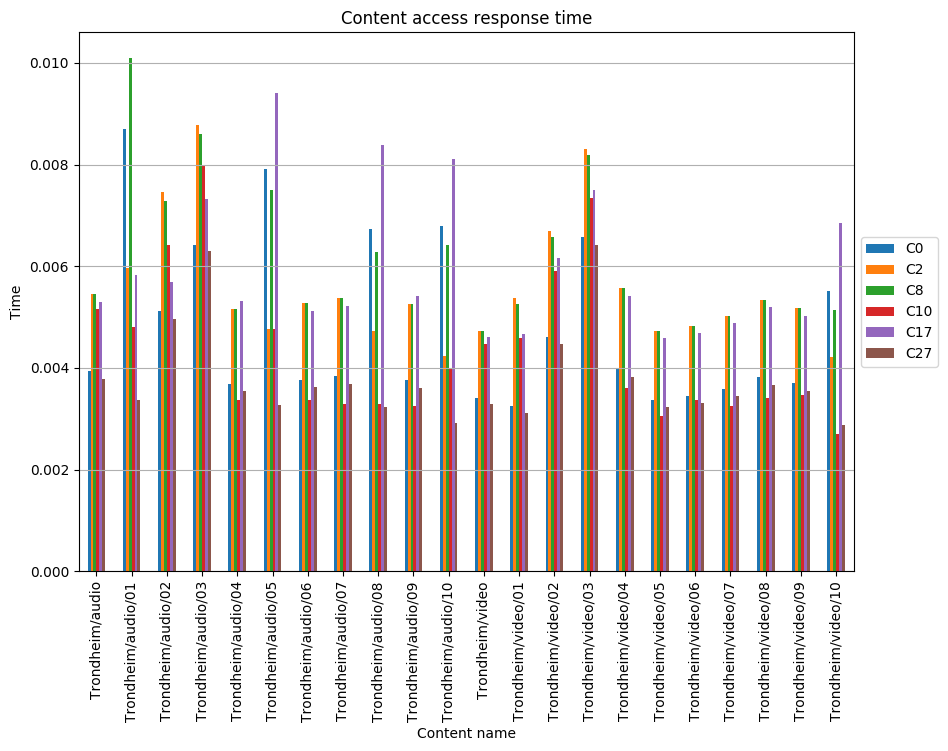 Content access response time
0.010
0.008
0.006
0.004
0.002
0.000
Time
C0
C2
C8
C10
C17
C27
Trondheim/audio
Trondheim/audio/01
Trondheim/audio/02
Trondheim/audio/03
Trondheim/audio/04
Trondheim/audio/05
Trondheim/audio/06
Trondheim/audio/07
Trondheim/audio/08
Trondheim/audio/09
Trondheim/audio/10
Trondheim/video
Trondheim/video/01
Trondheim/video/02
Trondheim/video/03
Trondheim/video/04
Trondheim/video/05
Trondheim/video/06
Trondheim/video/07
Trondheim/video/08
Trondheim/video/09
Trondheim/video/10
Content name